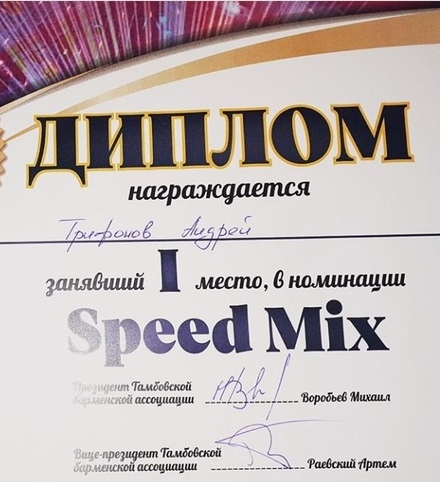 ДИПЛОМ
награждается
Трифонов Андрей
занявший I место, в номинации
Speed Mix
Президент Тамбовской
барменской ассоциации Воробьев Михаил
Вице-президент Тамбовской
барменской ассоциации Раевский Артем